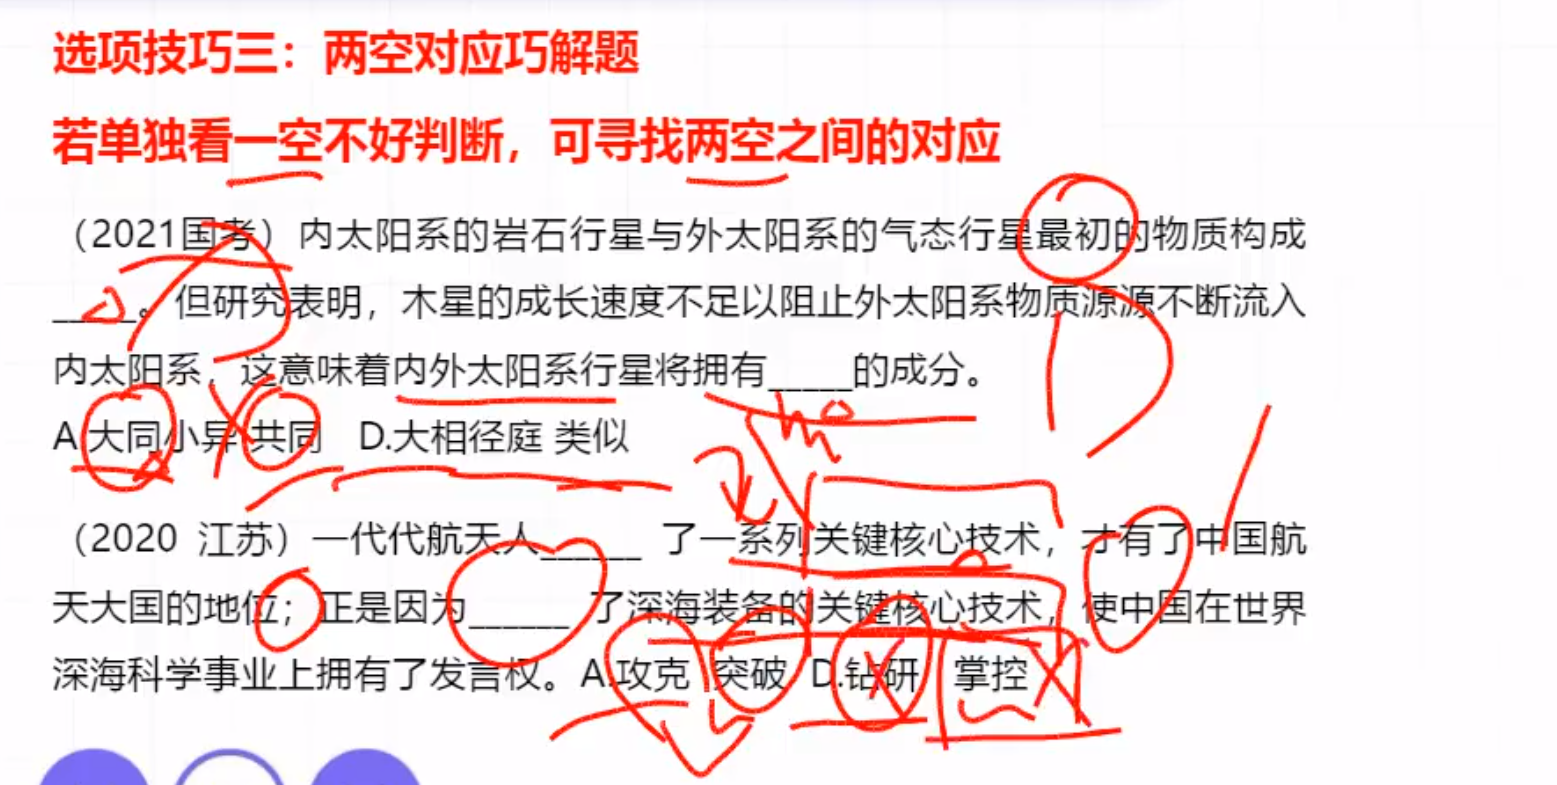 选项技巧三：两空对应巧解题
若单独看一空不好判断，可寻找两空之间的对应
（2021国考）内太阳系的岩石行星与外太阳系的气态行星最初的物质构成
_____。但研究表明，木星的成长速度不足以阻止外太阳系物质源源不断流入
内太阳系，这意味着内外太阳系行星将拥有_____的成分。
A.大同小异 共同 D.大相径庭 类似
（2020 江苏）一代代航天人______ 了一系列关键核心技术，才有了中国航
天大国的地位；正是因为______ 了深海装备的关键核心技术，使中国在世界
深海科学事业上拥有了发言权。A.攻克 突破 D.钻研 掌控